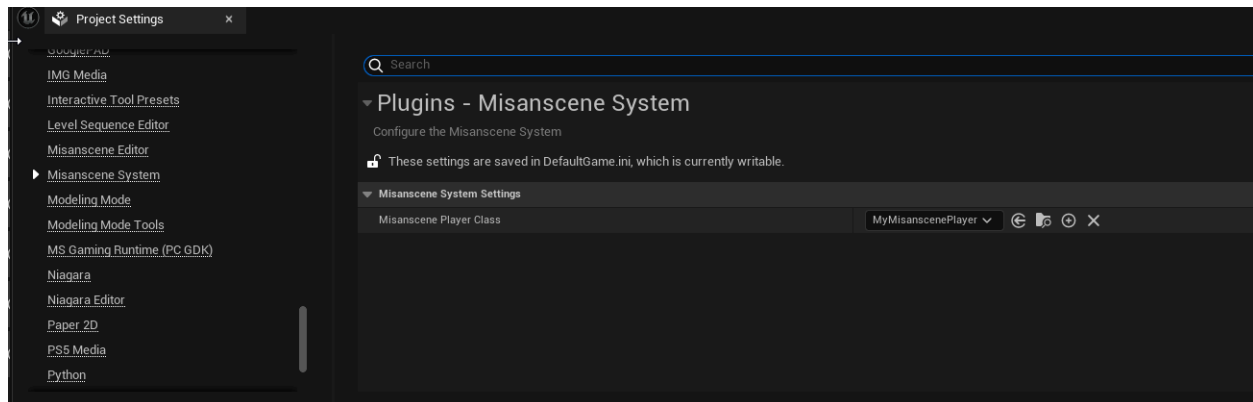 Project Settings
GooglePAD
IMG Media
Interactive Tool Presets
Level Sequence Editor
Misanscene Editor
Misanscene System
Modeling Mode
Modeling Mode Tools
MS Gaming Runtime (PC GDK)
Niagara
Niagara Editor
Paper 2D
PS5 Media
Python
Search
Plugins - Misanscene System
Configure the Misanscene System
These settings are saved in DefaultGame.ini, which is currently writable.
Misanscene System Settings
Misanscene Player Class MyMisanscenePlayer